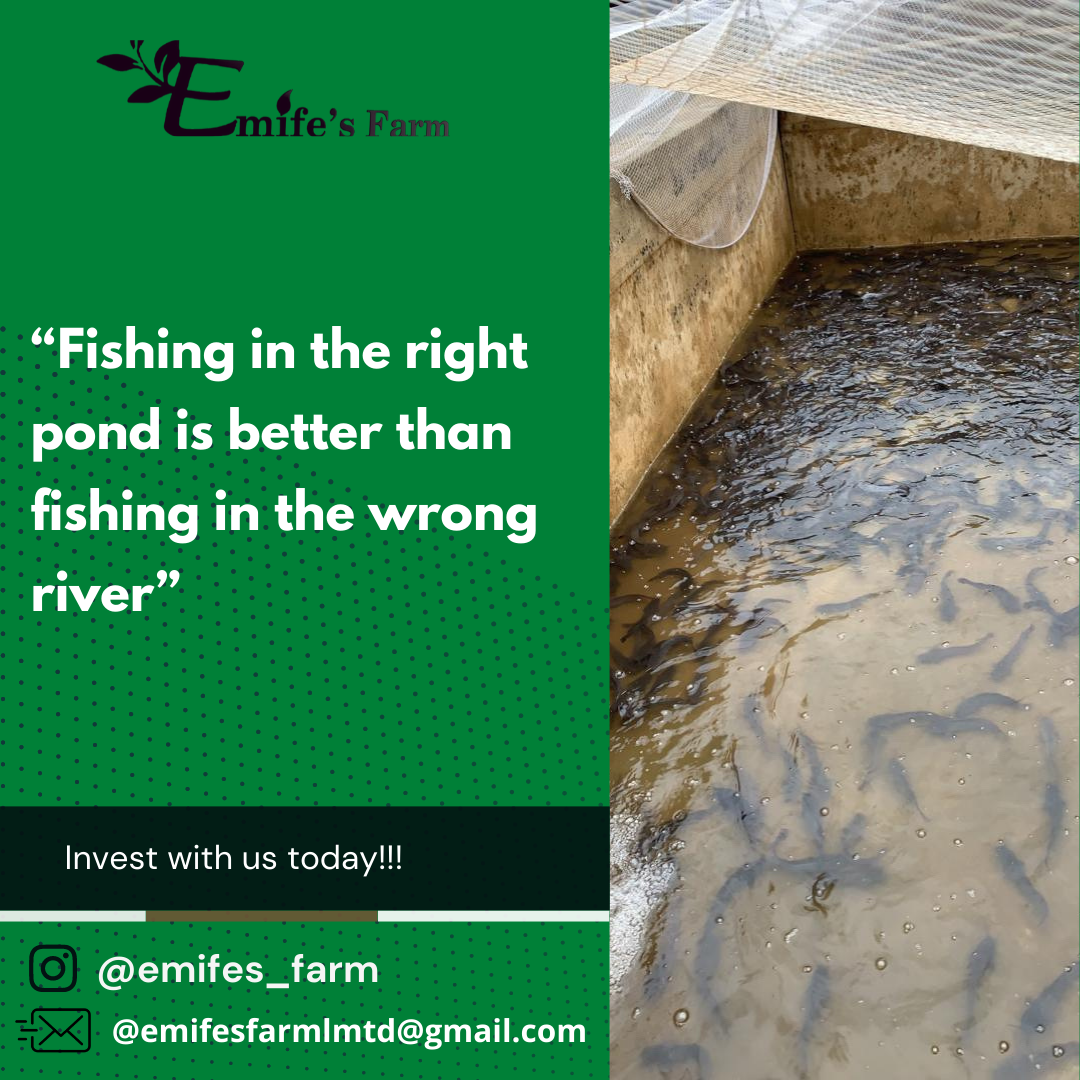 Emife's Farm
“Fishing in the right
pond is better than
fishing in the wrong
river”
Invest with us today!!!
@emifes_farm
@emifesfarmlmtd@gmail.com